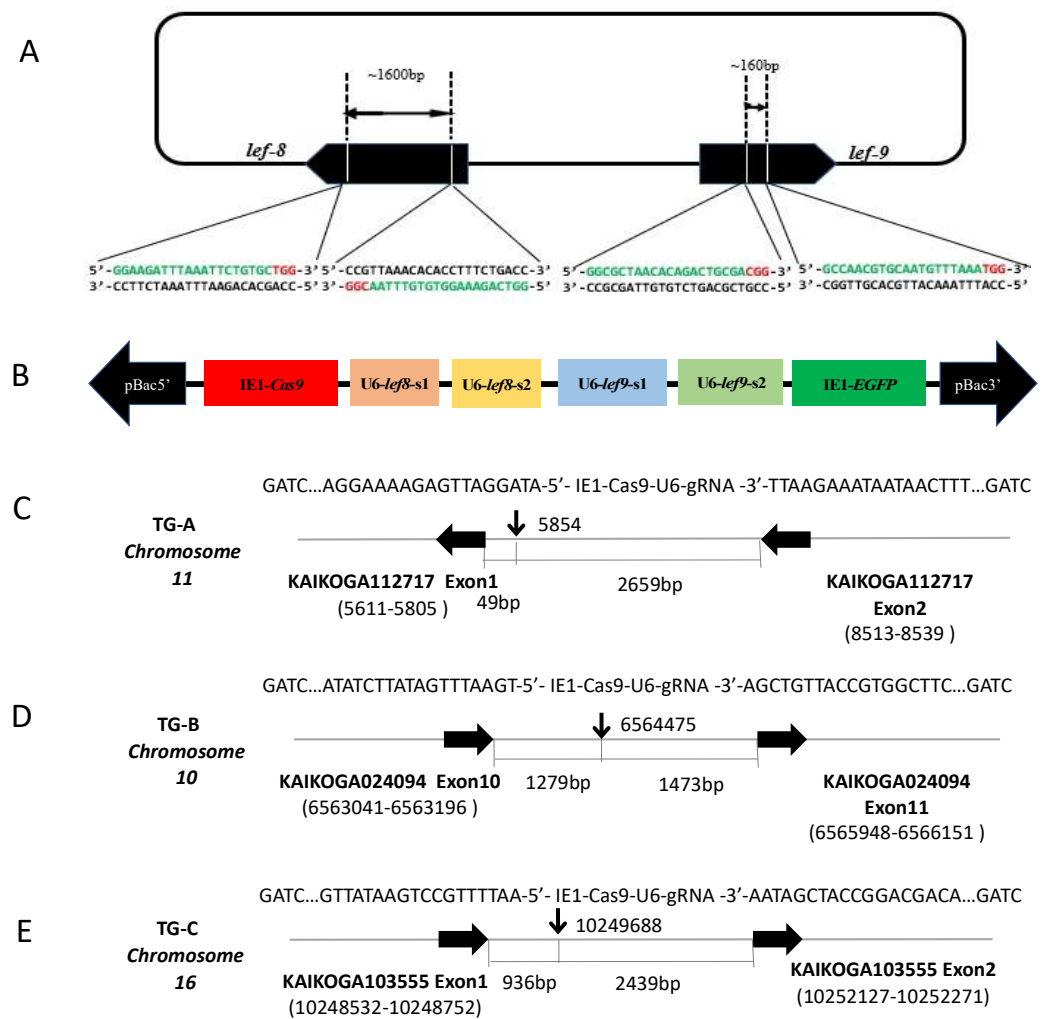 A
~1600bp
~160bp
lef-8
lef-9
5’-GGAAGATTTAAATTCTGTGCTGG-3’
3’-CCTTCTAAATTTAAGACACGACC-5’
5’-CCGTTAAACACACCTTTCTGACC-3’
3’-GGCAATTTGTGTGGAAAGACTGG-5’
5’-GGCGCTAACACAGACTGCGACGG-3’
3’-CCGCGATTGTGTCTGACGCTGCC-5’
5’-GCCAACGTGCAATGTTTAAATGG-3’
3’-CGGTTGCACGTTACAAATTTACC-5’
B
pBac5’
IE1-Cas9
U6-lef8-s1
U6-lef8-s2
U6-lef9-s1
U6-lef9-s2
IE1-EGFP
pBac3’
C
GATC...AGGAAAAGAGTTAGGATA-5’- IE1-Cas9-U6-gRNA -3’-TTAAGAAATAATAACTTT...GATC
TG-A
Chromosome
11
5854
KAIKOGA112717 Exon1
(5611-5805 )
49bp
2659bp
KAIKOGA112717
Exon2
(8513-8539 )
D
GATC...ATATCTTATAGTTTAAGT-5’- IE1-Cas9-U6-gRNA -3’-AGCTGTTACCGTGGCTTC...GATC
TG-B
Chromosome
10
6564475
KAIKOGA024094 Exon10
(6563041-6563196 )
1279bp
1473bp
KAIKOGA024094
Exon11
(6565948-6566151 )
E
GATC...GTTATAAGTCCGTTTTAA-5’- IE1-Cas9-U6-gRNA -3’-AATAGCTACCGGACGACA...GATC
TG-C
Chromosome
16
10249688
KAIKOGA103555 Exon1
(10248532-10248752)
936bp
2439bp
KAIKOGA103555 Exon2
(10252127-10252271)